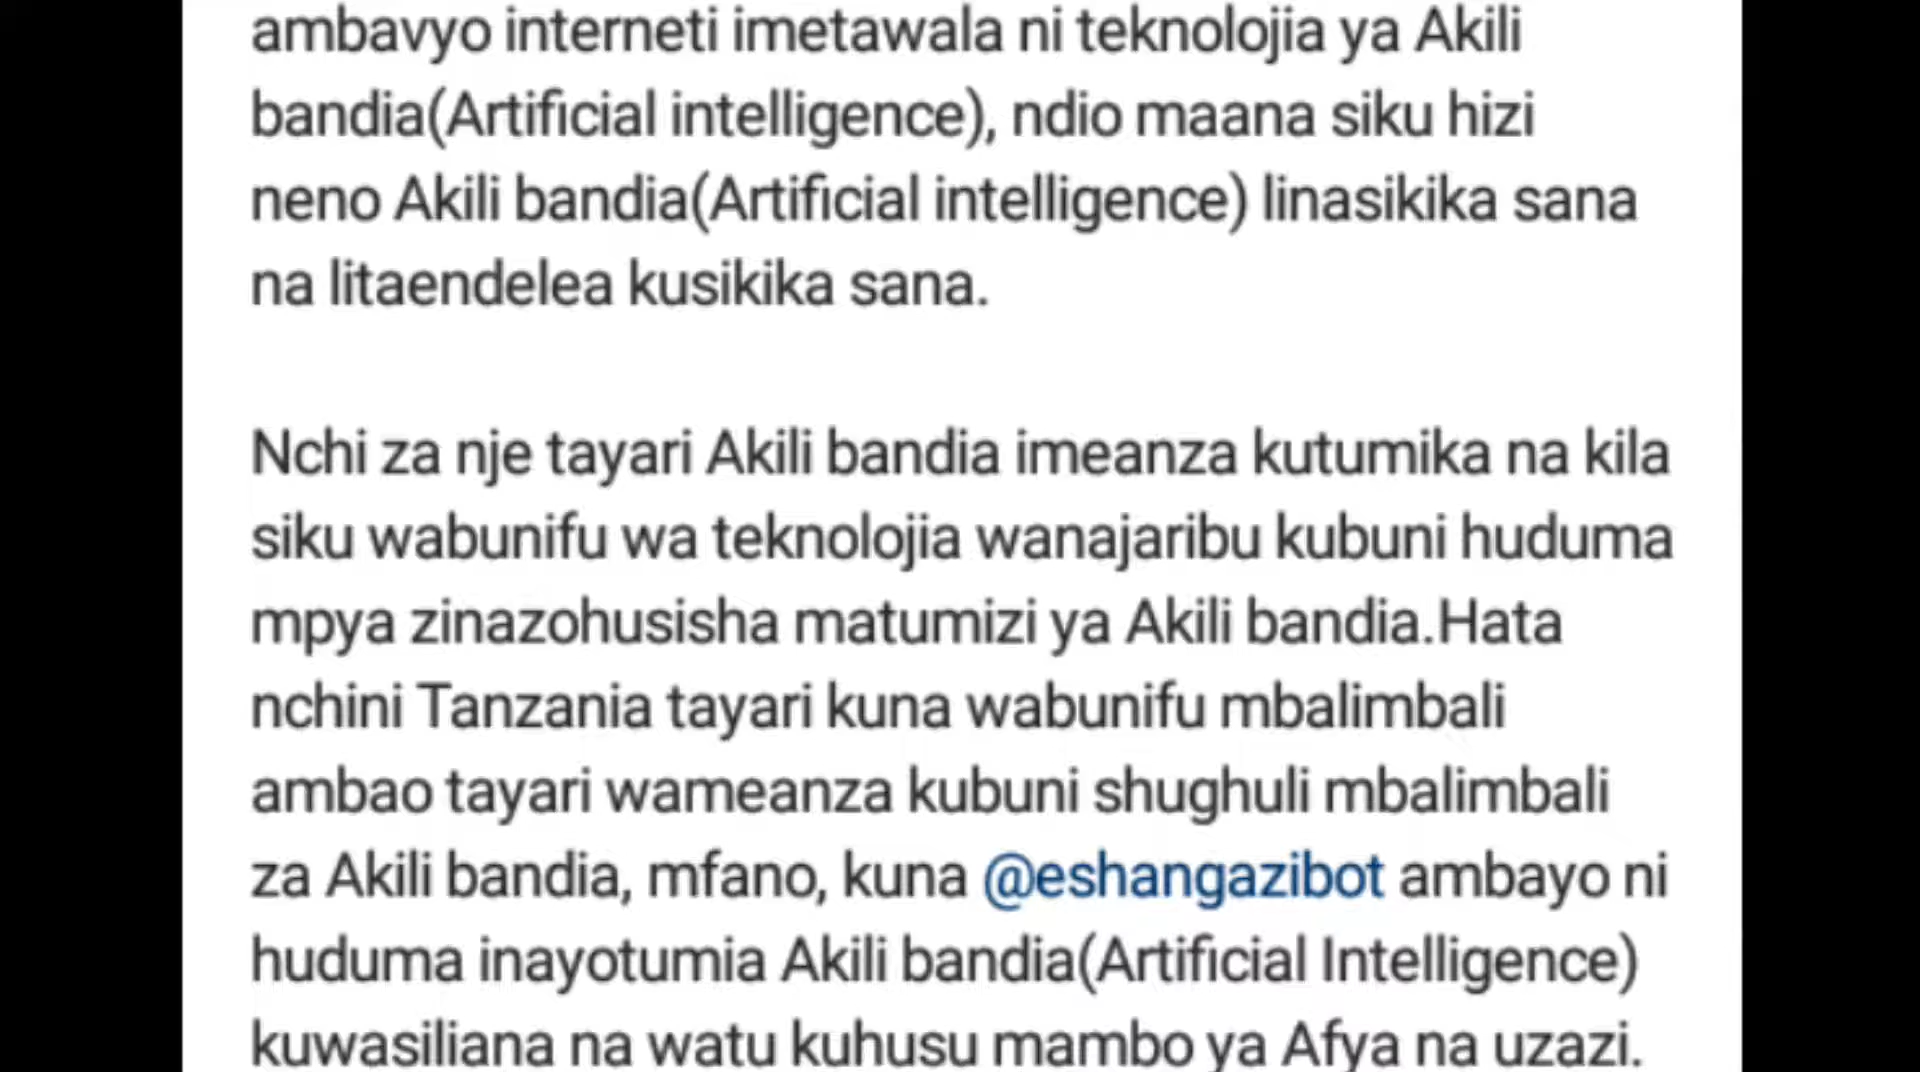 ambavyo interneti imetawala ni teknolojia ya Akili
bandia(Artificial intelligence), ndio maana siku hizi
neno Akili bandia(Artificial intelligence) linasikika sana
na litaendelea kusikika sana.
Nchi za nje tayari Akili bandia imeanza kutumika na kila
siku wabunifu wa teknolojia wanajaribu kubuni huduma
mpya zinazohusisha matumizi ya Akili bandia.Hata
nchini Tanzania tayari kuna wabunifu mbalimbali
ambao tayari wameanza kubuni shughuli mbalimbali
za Akili bandia, mfano, kuna @eshangazibot ambayo ni
huduma inayotumia Akili bandia(Artificial Intelligence)
kuwasiliana na watu kuhusu mambo ya Afya na uzazi.